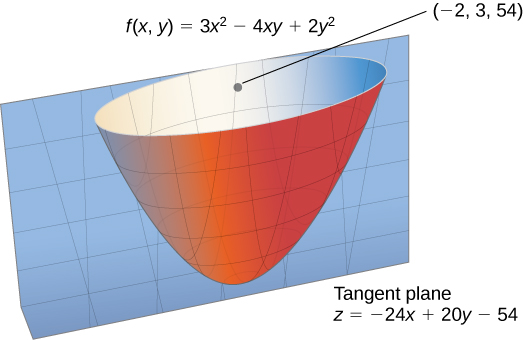 (−2, 3, 54)
f(x, y) = 3x² − 4xy + 2y²
Tangent plane
z = −24x + 20y − 54